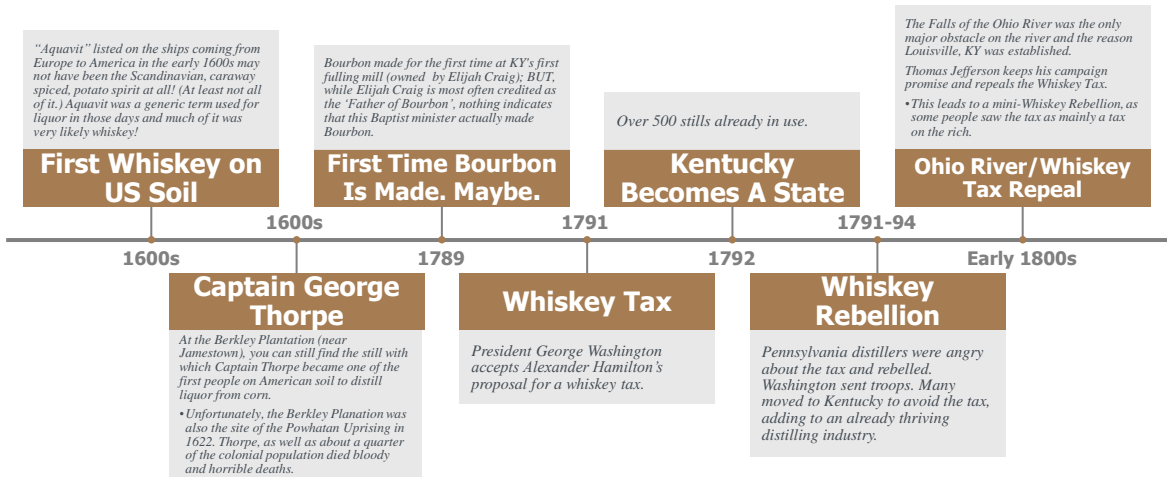 “Aquavit” listed on the ships coming from
Europe to America in the early 1600s may
not have been the Scandinavian, caraway
spiced, potato spirit at all! (At least not all
of it.) Aquavit was a generic term used for
liquor in those days and much of it was
very likely whiskey!
First Whiskey on
US Soil
1600s
1600s
Captain George
Thorpe
At the Berkley Plantation (near
Jamestown), you can still find the still with
which Captain Thorpe became one of the
first people on American soil to distill
liquor from corn.
•Unfortunately, the Berkley Planation was
also the site of the Powhatan Uprising in
1622. Thorpe, as well as about a quarter
of the colonial population died bloody
and horrible deaths.
Bourbon made for the first time at KY's first
fulling mill (owned by Elijah Craig); BUT,
while Elijah Craig is most often credited as
the ‘Father of Bourbon’, nothing indicates
that this Baptist minister actually made
Bourbon.
First Time Bourbon
Is Made. Maybe.
1789
1791
Whiskey Tax
President George Washington
accepts Alexander Hamilton’s
proposal for a whiskey tax.
Over 500 stills already in use.
Kentucky
Becomes A State
1792
1791-94
Whiskey
Rebellion
Pennsylvania distillers were angry
about the tax and rebelled.
Washington sent troops. Many
moved to Kentucky to avoid the tax,
adding to an already thriving
distilling industry.
The Falls of the Ohio River was the only
major obstacle on the river and the reason
Louisville, KY was established.
Thomas Jefferson keeps his campaign
promise and repeals the Whiskey Tax.
•This leads to a mini-Whiskey Rebellion, as
some people saw the tax as mainly a tax
on the rich.
Ohio River/Whiskey
Tax Repeal
Early 1800s